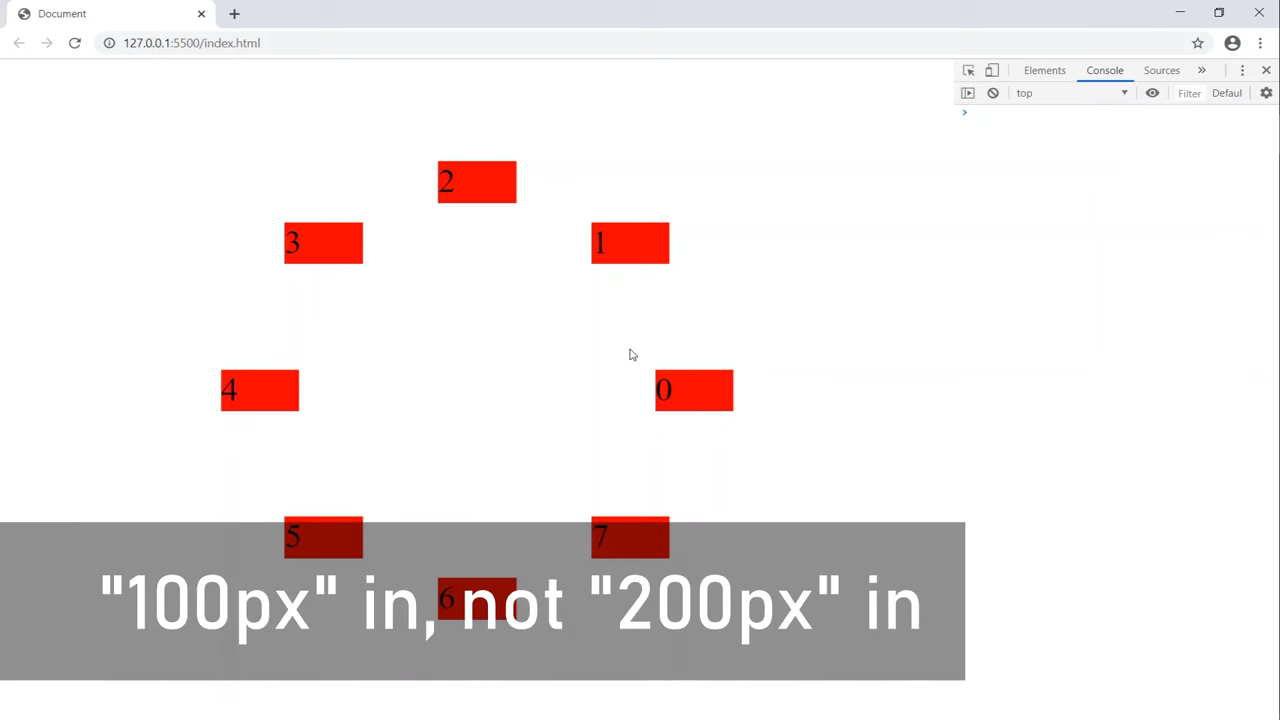 Document
127.0.0.1:5500/index.html
Elements Console Sources
top Filter Defaul
2
3 1
4 0
5 7
6
"100px" in, not "200px" in